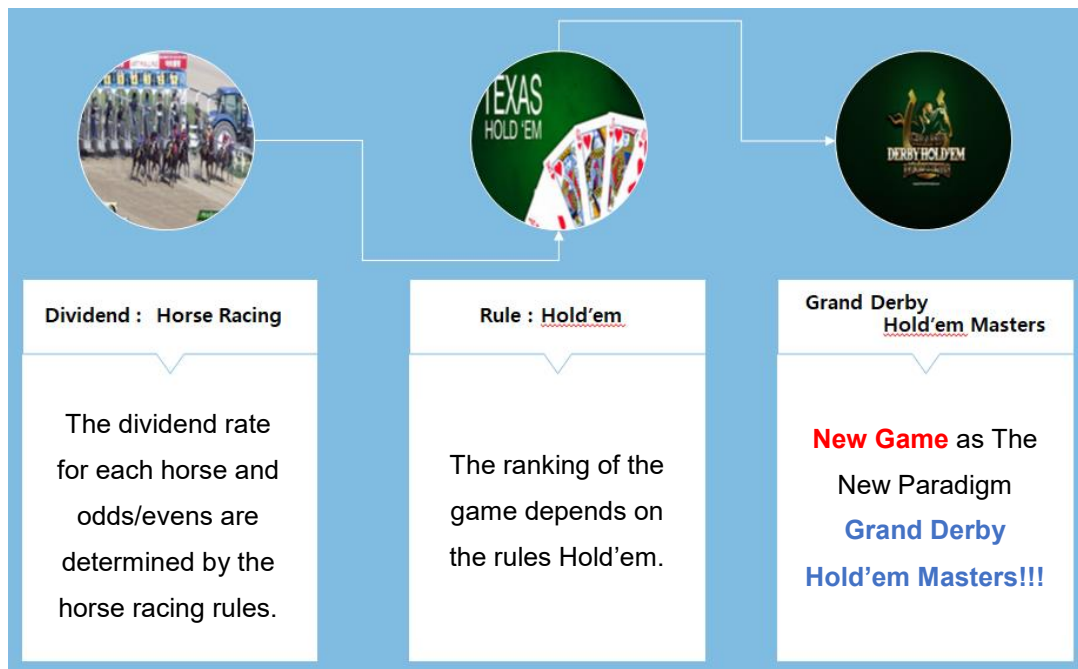 TEXAS
HOLD 'EM
DERBY HOLD'EM
Dividend : Horse Racing
The dividend rate
for each horse and
odds/evens are
determined by the
horse racing rules.
Rule : Hold'em
The ranking of the
game depends on
the rules Hold’em.
Grand Derby
Hold'em Masters
New Game as The
New Paradigm
Grand Derby
Hold’em Masters!!!